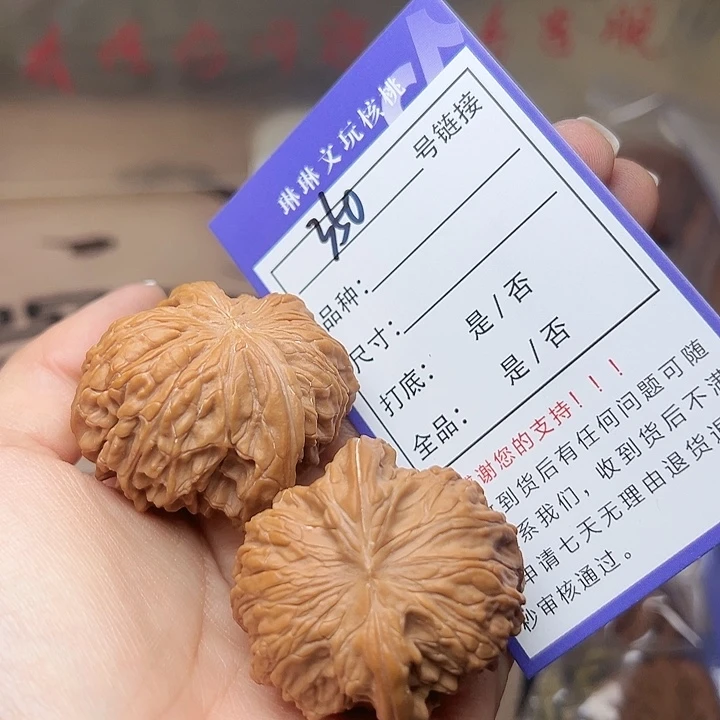 琳琳文玩核桃
350
号链接
品种:
尺寸:
打底: 是/否
全品: 是/否
谢您的支持!!!
到货后有任何问题可随
系我们,收到货后不满
申请七天无理由退货退
秒审核通过。